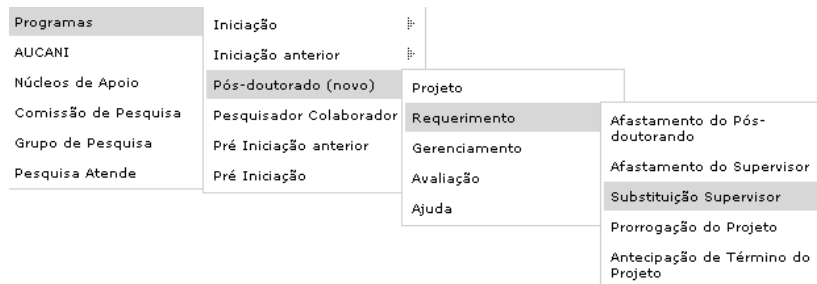 Programas
AUCANI
Núcleos de Apoio
Comissão de Pesquisa
Grupo de Pesquisa
Pesquisa Atende
Iniciação
Iniciação anterior
Pós-doutorado (novo)
Pesquisador Colaborador
Pré Iniciação anterior
Pré Iniciação
Projeto
Requerimento
Gerenciamento
Avaliação
Ajuda
Afastamento do Pós-
doutorando
Afastamento do Supervisor
Substituição Supervisor
Prorrogação do Projeto
Antecipação de Término do
Projeto